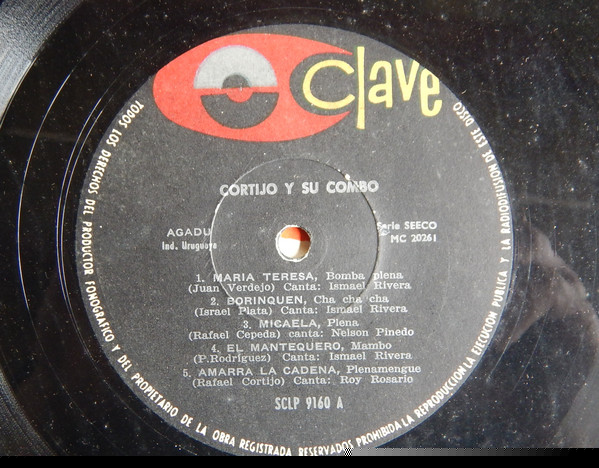 Clave
CORTIJO Y SU COMBO
AGADU
Ind. Uruguaya
Serie SEECO
MC 20261
1. MARIA TERESA, Bomba plena
(Juan Verdejo) Canta: Ismael Rivera
2. BORINQUEN, Cha cha cha
(Israel Plata) Canta: Ismael Rivera
3. MICAELA, Plena
(Rafael Cepeda) canta: Nelson Pinedo
4. EL MANTEQUERO, Mambo
(P.Rodríguez) Canta: Ismael Rivera
5. AMARRA LA CADENA, Plenamengue
(Rafael Cortijo) Canta: Roy Rosario
SCLP 9160 A
TODOS LOS DERECHOS DEL PRODUCTOR FONOGRAFICO Y DEL PROPIETARIO DE LA OBRA REGISTRADA RESERVADOS PROHIBIDA LA REPRODUCCION LA EJECUCION PUBLICA Y LA RADIODIFUSION DE ESTE DISCO